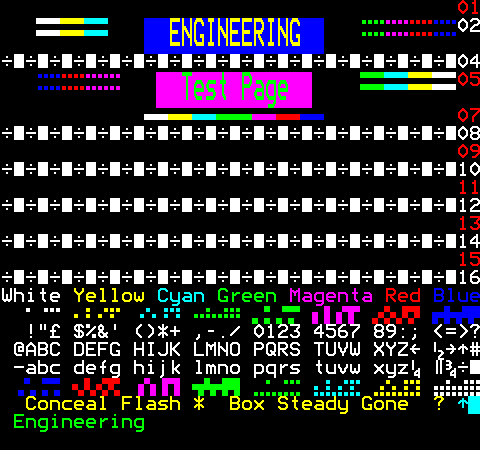 01
ENGINEERING 02
÷■÷■÷■÷■÷■÷■÷■÷■÷■÷■÷■÷■÷■÷■÷■÷■÷■÷■÷■04
Test Page 05
07
÷■÷■÷■÷■÷■÷■÷■÷■÷■÷■÷■÷■÷■÷■÷■÷■÷■÷■÷■08
09
÷■÷■÷■÷■÷■÷■÷■÷■÷■÷■÷■÷■÷■÷■÷■÷■÷■÷■÷■10
11
÷■÷■÷■÷■÷■÷■÷■÷■÷■÷■÷■÷■÷■÷■÷■÷■÷■÷■÷■12
13
÷■÷■÷■÷■÷■÷■÷■÷■÷■÷■÷■÷■÷■÷■÷■÷■÷■÷■÷■14
15
÷■÷■÷■÷■÷■÷■÷■÷■÷■÷■÷■÷■÷■÷■÷■÷■÷■÷■÷■16
White Yellow Cyan Green Magenta Red Blue
!"£ $%&' ()*+ ,-./ 0123 4567 89:; <=>?
@ABC DEFG HIJK LMNO PQRS TUVW XYZ← ½→↑#
–abc defg hijk lmno pqrs tuvw xyz¼ ‖¾÷■
Conceal Flash * Box Steady Gone ? ↑
Engineering